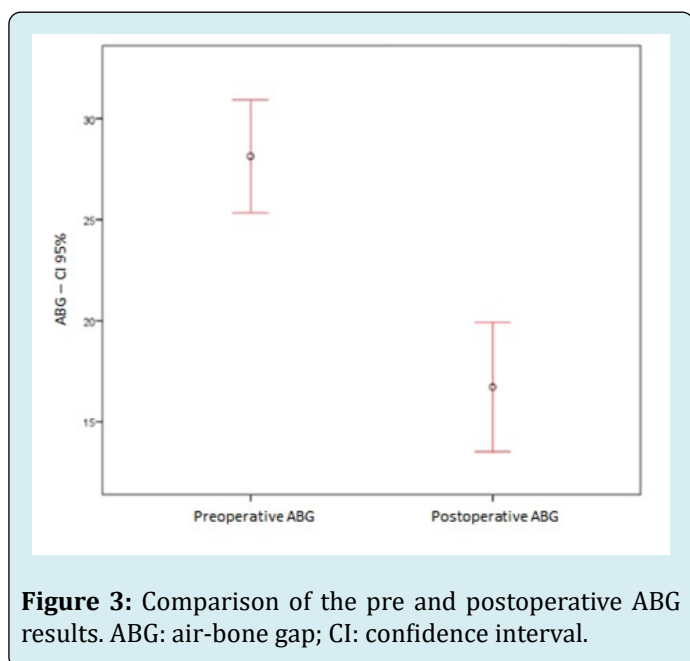 30
25
20
15
ABG – CI 95%
Preoperative ABG
Postoperative ABG
Figure 3: Comparison of the pre and postoperative ABG
results. ABG: air-bone gap; CI: confidence interval.